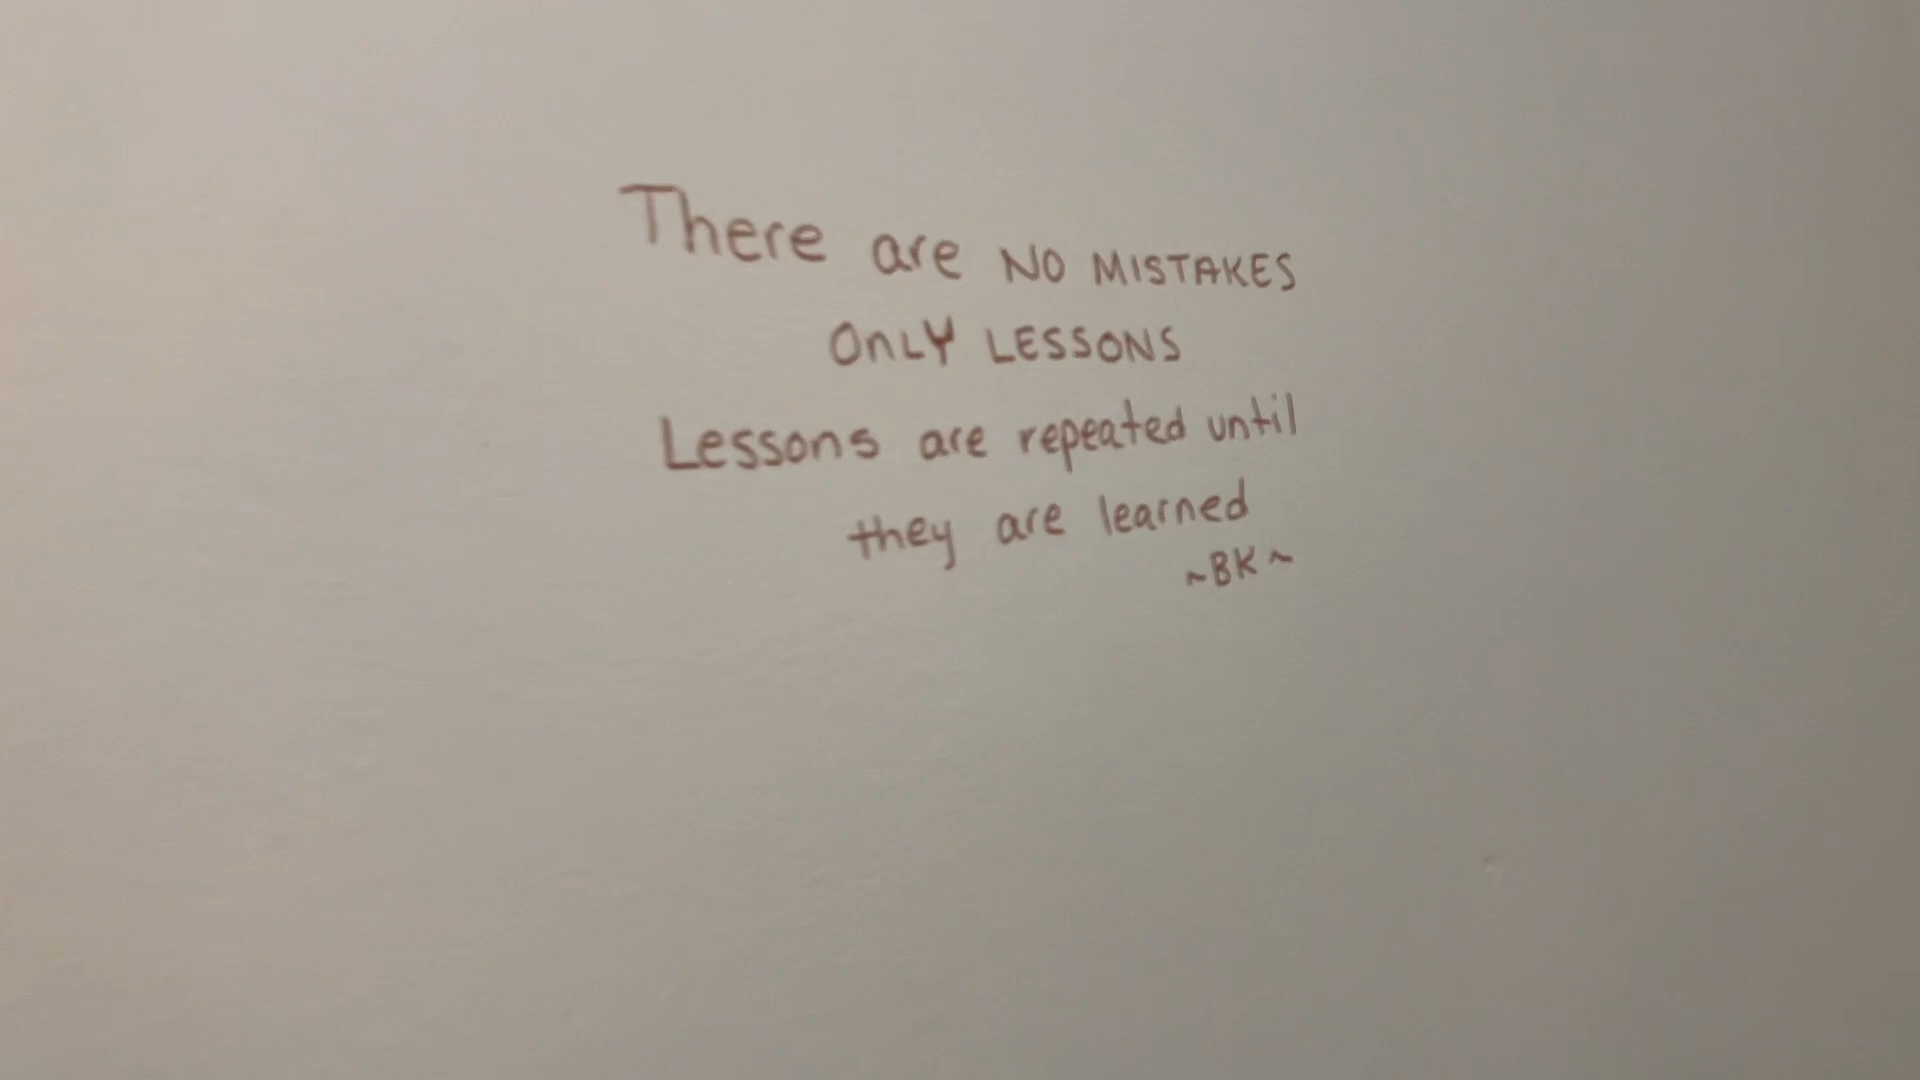 There are NO MISTAKES
ONLY LESSONS
Lessons are repeated until
they are learned
~BK~